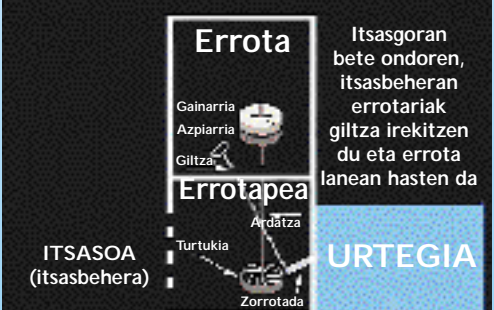 Errota
Itsasgoran
bete ondoren,
itsasbeheran
errotariak
giltza irekitzen
du eta errota
lanean hasten da
Gainarria
Azpiarria
Giltza
Errotapea
Ardatza
Turtukia
Zorrotada
ITSASOA
(itsasbehera)
URTEGIA